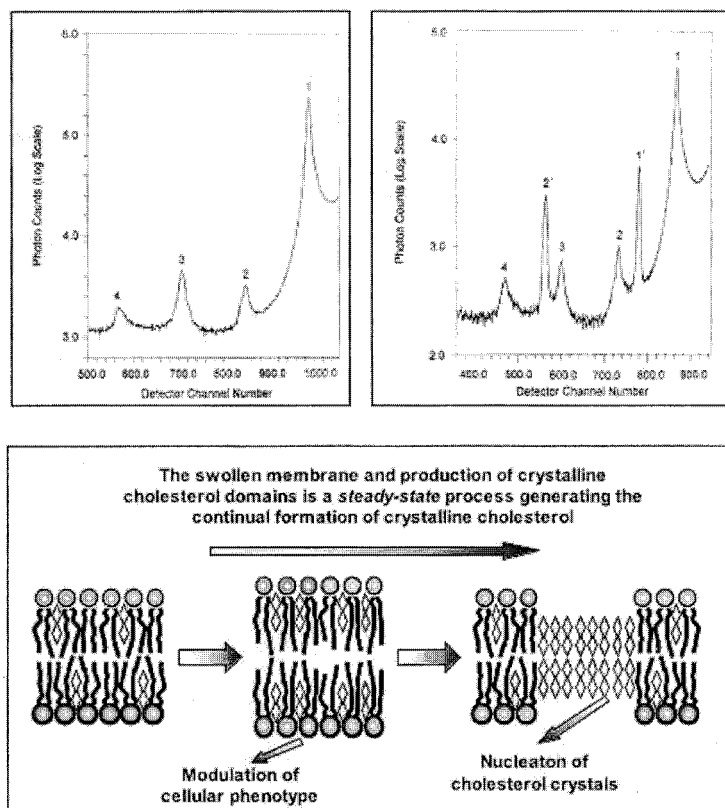 6.0
5.0
4.0
3.0
Photon Counts (Log Scale)
4
3
2
500.0 600.0 700.0 800.0 900.0 1000.0
Detector Channel Number
5.0
4.0
3.0
2.0
Photon Counts (Log Scale)
4
2'
3
2
1'
1
400.0 500.0 600.0 700.0 800.0 900.0
Detector Channel Number
The swollen membrane and production of crystalline
cholesterol domains is a steady-state process generating the
continual formation of crystalline cholesterol
Modulation of
cellular phenotype
Nucleaton of
cholesterol crystals